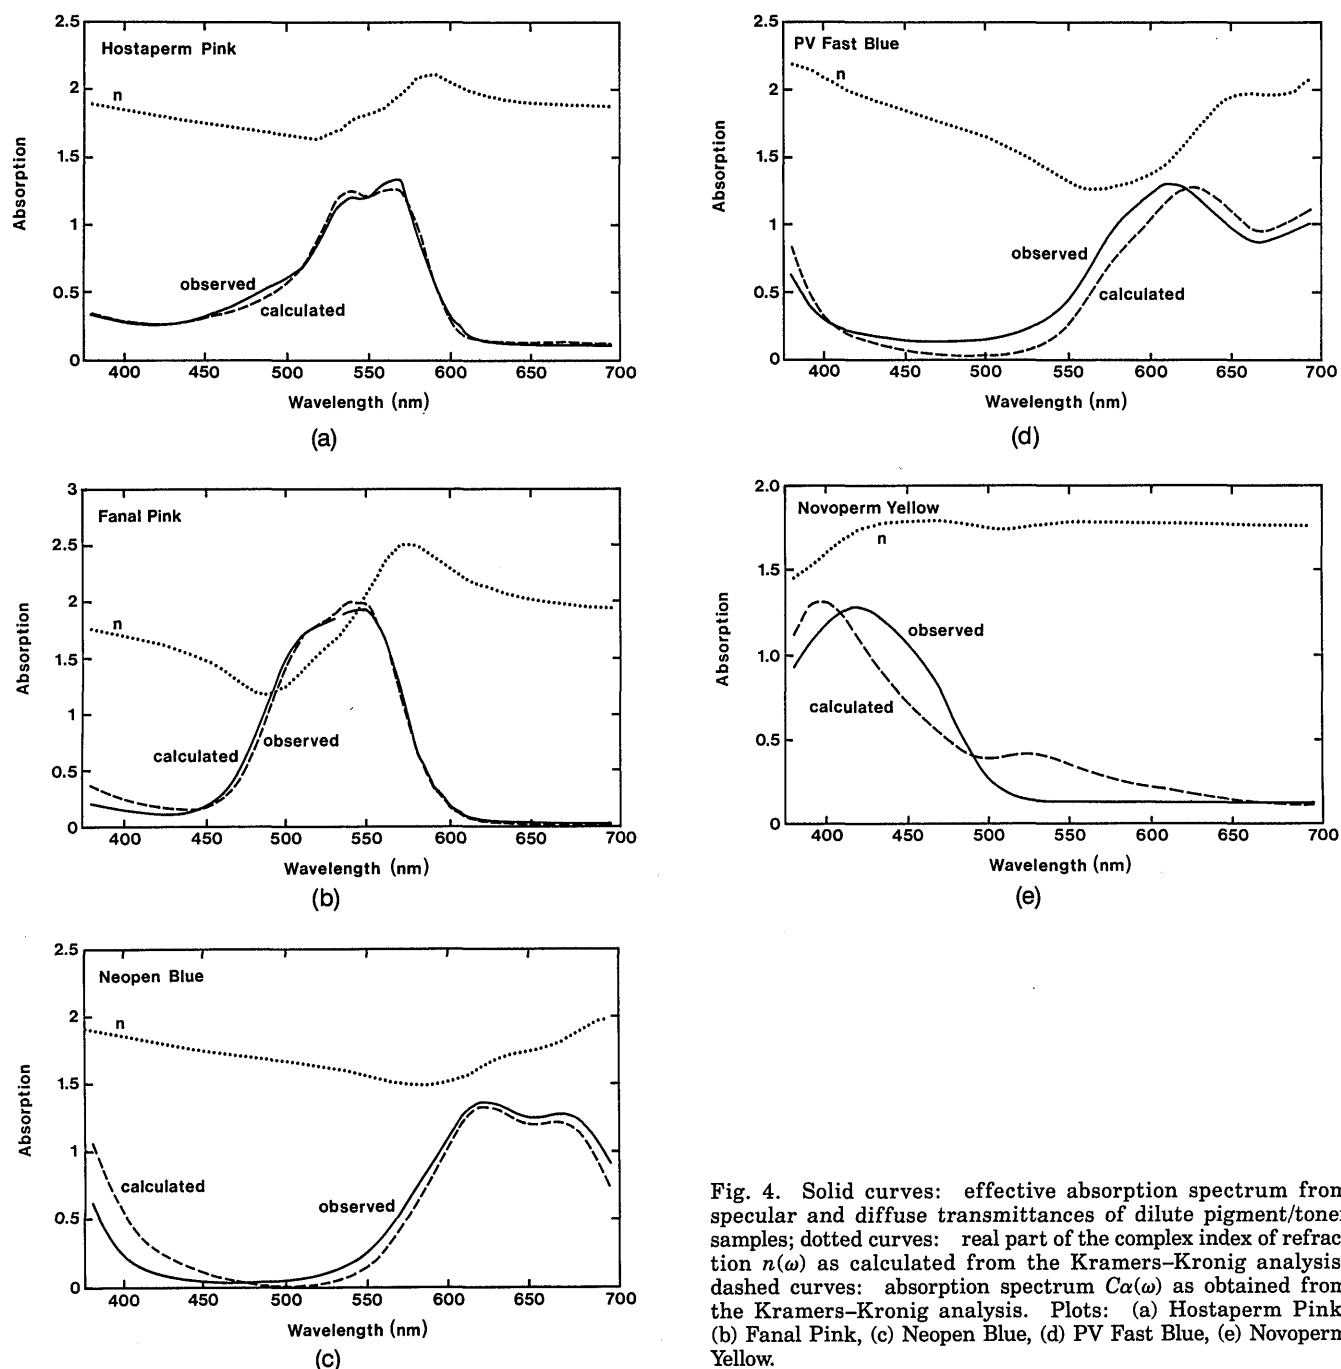 Hostaperm Pink
n
observed
calculated
2.5
2
1.5
1
0.5
0
Absorption
400 450 500 550 600 650 700
Wavelength (nm)
(a)
Fanal Pink
n
calculated
observed
3
2.5
2
1.5
1
0.5
0
Absorption
400 450 500 550 600 650 700
Wavelength (nm)
(b)
Neopen Blue
n
calculated
observed
2.5
2
1.5
1
0.5
0
Absorption
400 450 500 550 600 650 700
Wavelength (nm)
(c)
PV Fast Blue
n
observed
calculated
2.5
2
1.5
1
0.5
0
Absorption
400 450 500 550 600 650 700
Wavelength (nm)
(d)
Novoperm Yellow
n
observed
calculated
2.0
1.5
1.0
0.5
0
Absorption
400 450 500 550 600 650 700
Wavelength (nm)
(e)
Fig. 4. Solid curves: effective absorption spectrum from
specular and diffuse transmittances of dilute pigment/toner
samples; dotted curves: real part of the complex index of refrac
tion n(ω) as calculated from the Kramers–Kronig analysis
dashed curves: absorption spectrum Cα(ω) as obtained from
the Kramers–Kronig analysis. Plots: (a) Hostaperm Pink
(b) Fanal Pink, (c) Neopen Blue, (d) PV Fast Blue, (e) Novoperm
Yellow.